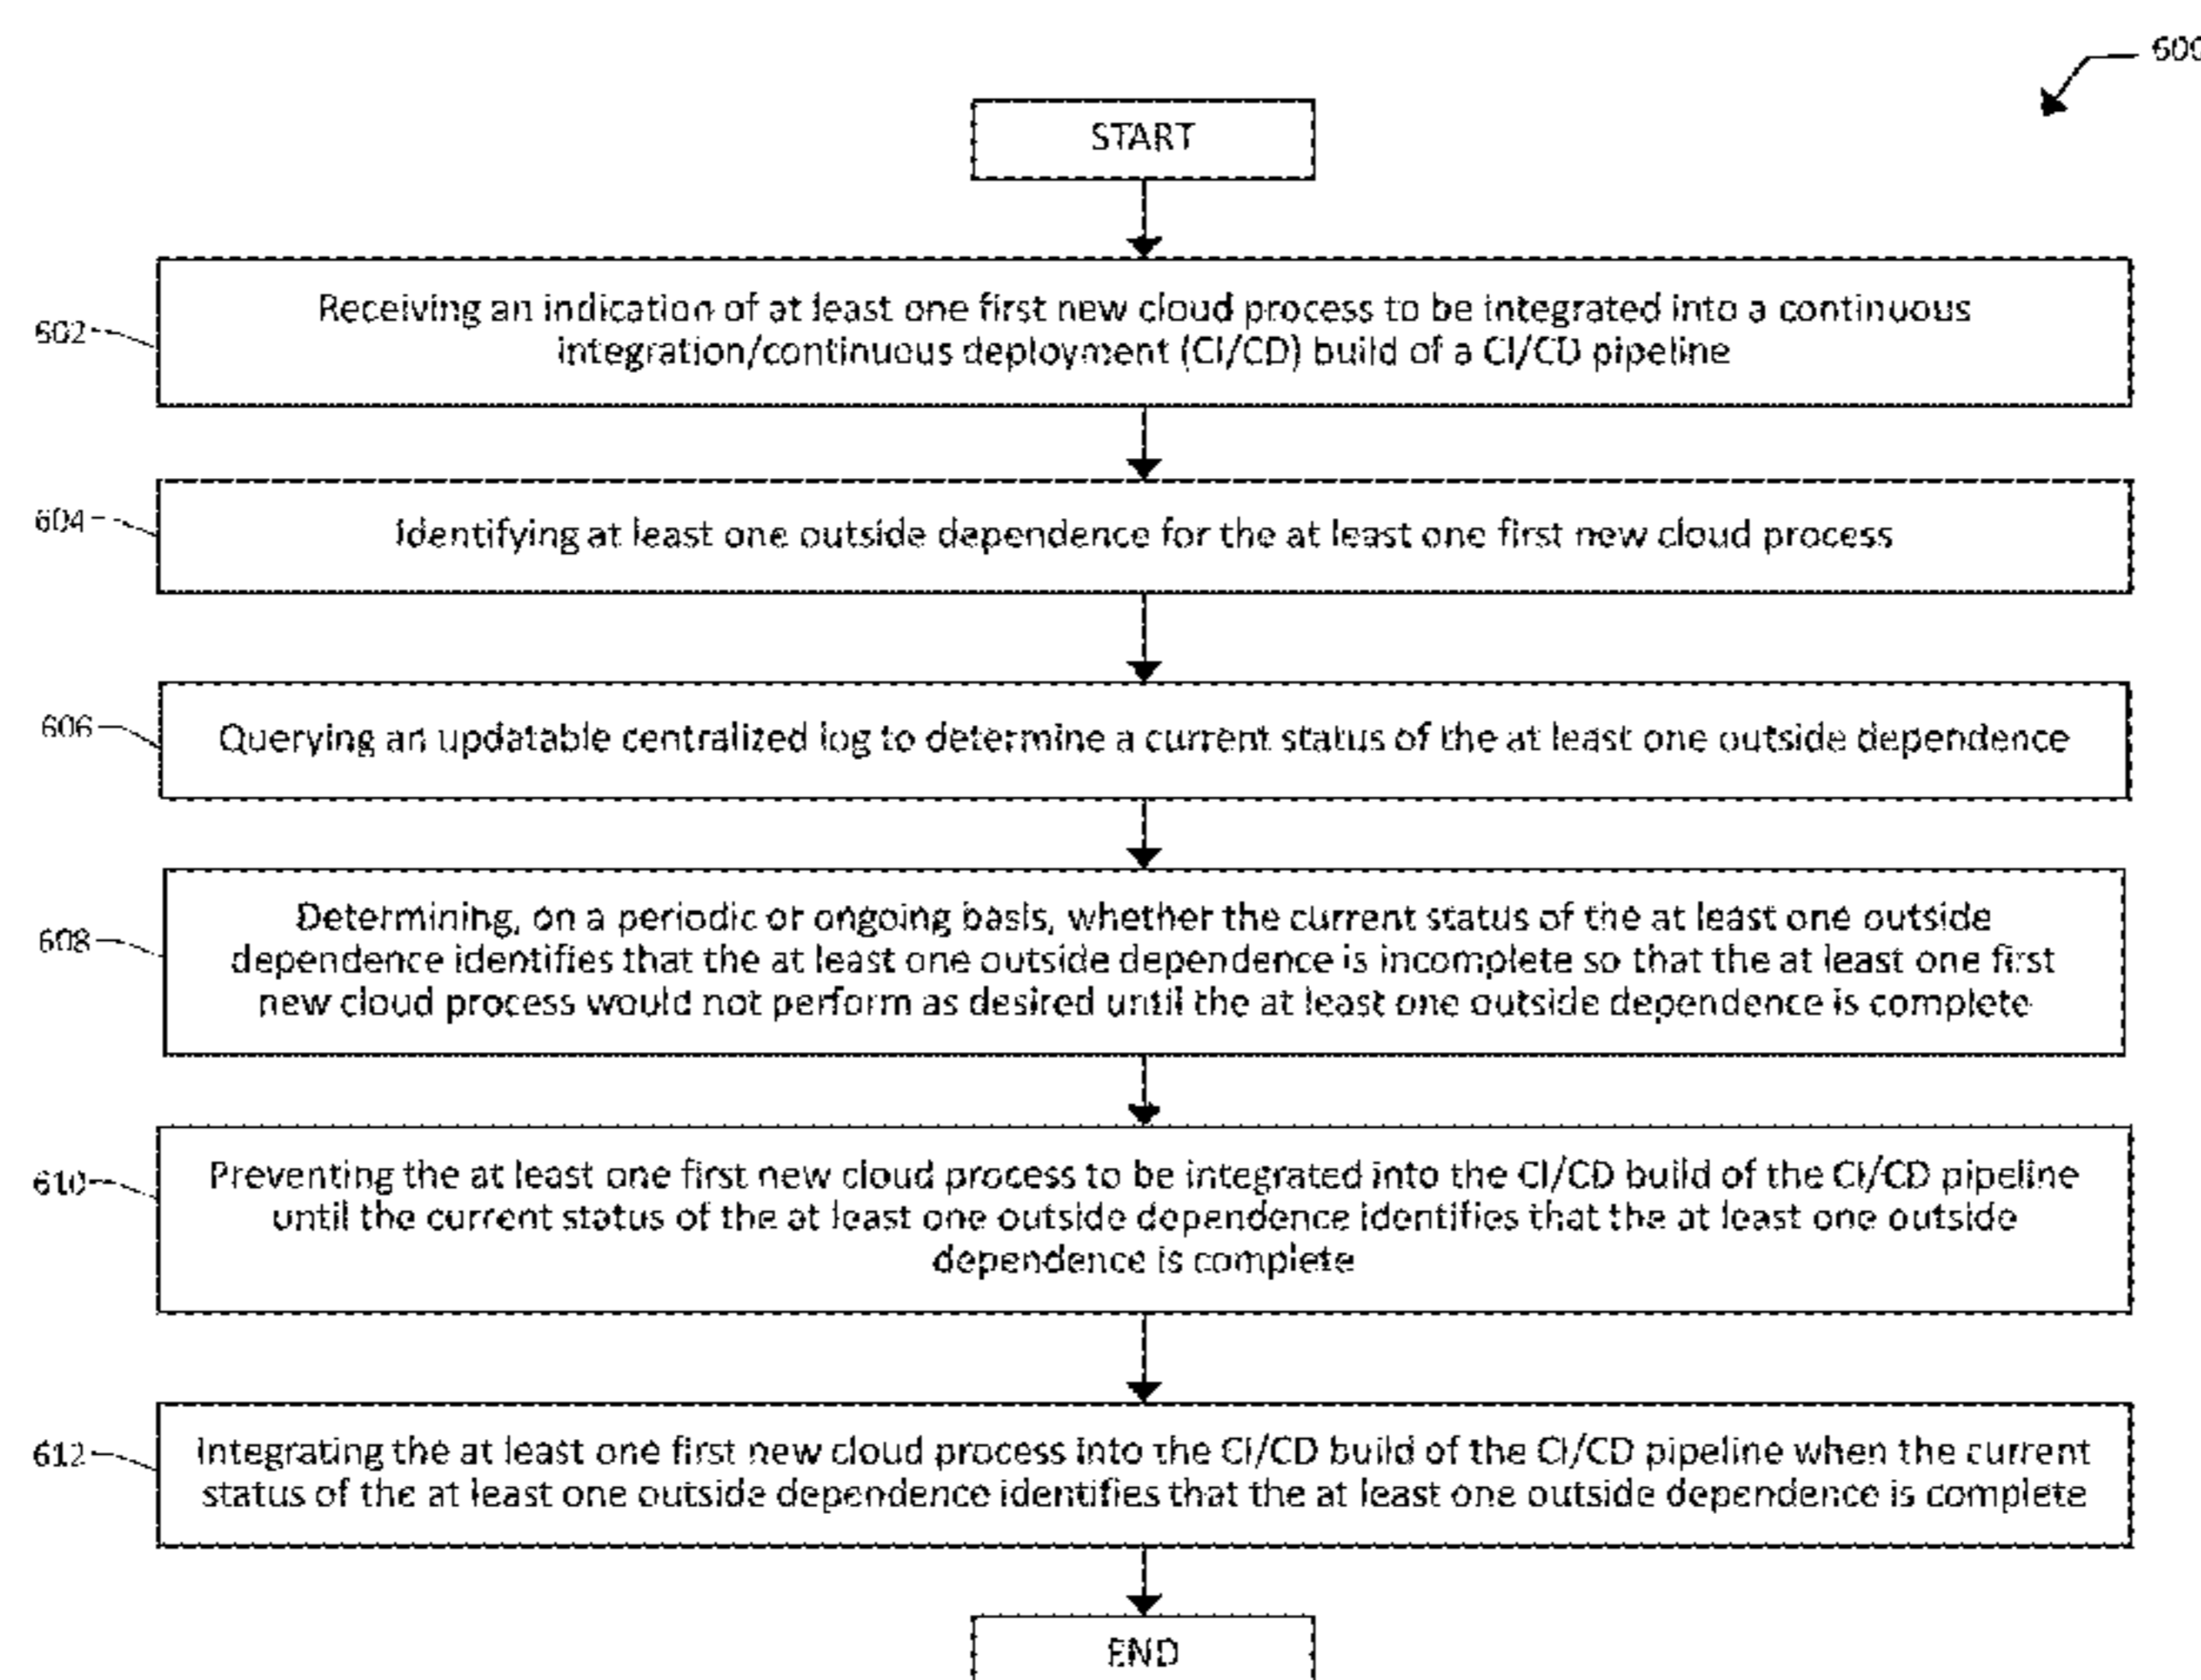 600
START
602
Receiving an indication of at least one first new cloud process to be integrated into a continuous
integration/continuous deployment (CI/CD) build of a CI/CD pipeline
604
Identifying at least one outside dependence for the at least one first new cloud process
606
Querying an updatable centralized log to determine a current status of the at least one outside dependence
608
Determining, on a periodic or ongoing basis, whether the current status of the at least one outside
dependence identifies that the at least one outside dependence is incomplete so that the at least one first
new cloud process would not perform as desired until the at least one outside dependence is complete
610
Preventing the at least one first new cloud process to be integrated into the CI/CD build of the CI/CD pipeline
until the current status of the at least one outside dependence identifies that the at least one outside
dependence is complete
612
Integrating the at least one first new cloud process into the CI/CD build of the CI/CD pipeline when the current
status of the at least one outside dependence identifies that the at least one outside dependence is complete
END